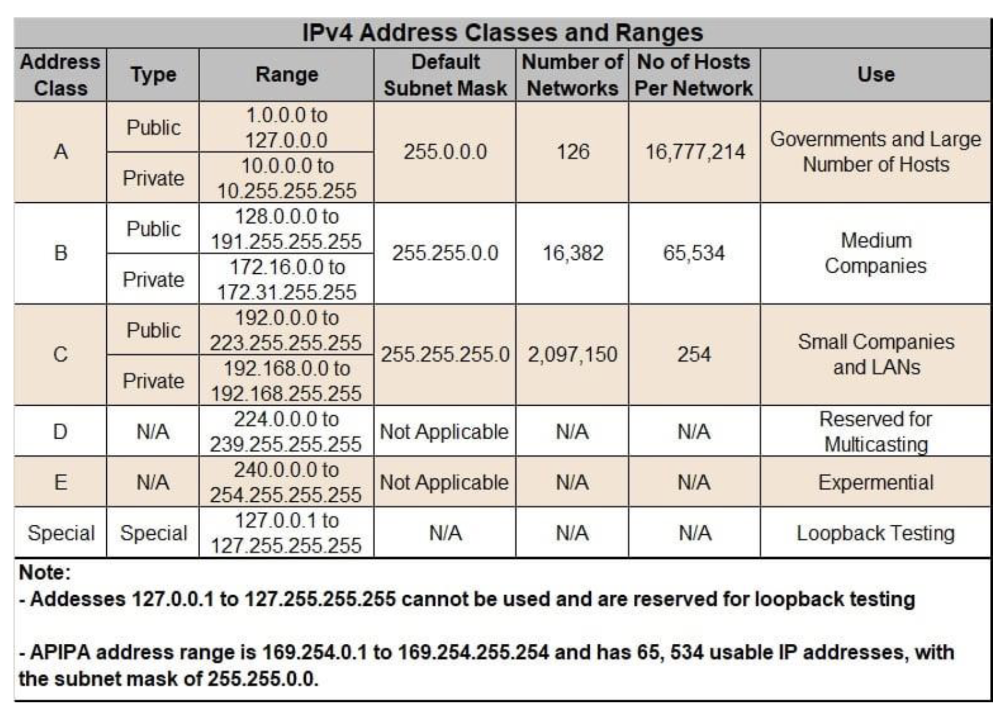 IPv4 Address Classes and Ranges
Address
Class
Type
Range
Default
Subnet Mask
Number of
Networks
No of Hosts
Per Network
Use
A
Public
1.0.0.0 to
127.0.0.0
Private
10.0.0.0 to
10.255.255.255
255.0.0.0
126
16,777,214
Governments and Large
Number of Hosts
B
Public
128.0.0.0 to
191.255.255.255
Private
172.16.0.0 to
172.31.255.255
255.255.0.0
16,382
65,534
Medium
Companies
C
Public
192.0.0.0 to
223.255.255.255
Private
192.168.0.0 to
192.168.255.255
255.255.255.0
2,097,150
254
Small Companies
and LANs
D
N/A
224.0.0.0 to
239.255.255.255
Not Applicable
N/A
N/A
Reserved for
Multicasting
E
N/A
240.0.0.0 to
254.255.255.255
Not Applicable
N/A
N/A
Expermential
Special
Special
127.0.0.1 to
127.255.255.255
N/A
N/A
N/A
Loopback Testing
Note:
- Addesses 127.0.0.1 to 127.255.255.255 cannot be used and are reserved for loopback testing
- APIPA address range is 169.254.0.1 to 169.254.255.254 and has 65, 534 usable IP addresses, with
the subnet mask of 255.255.0.0.